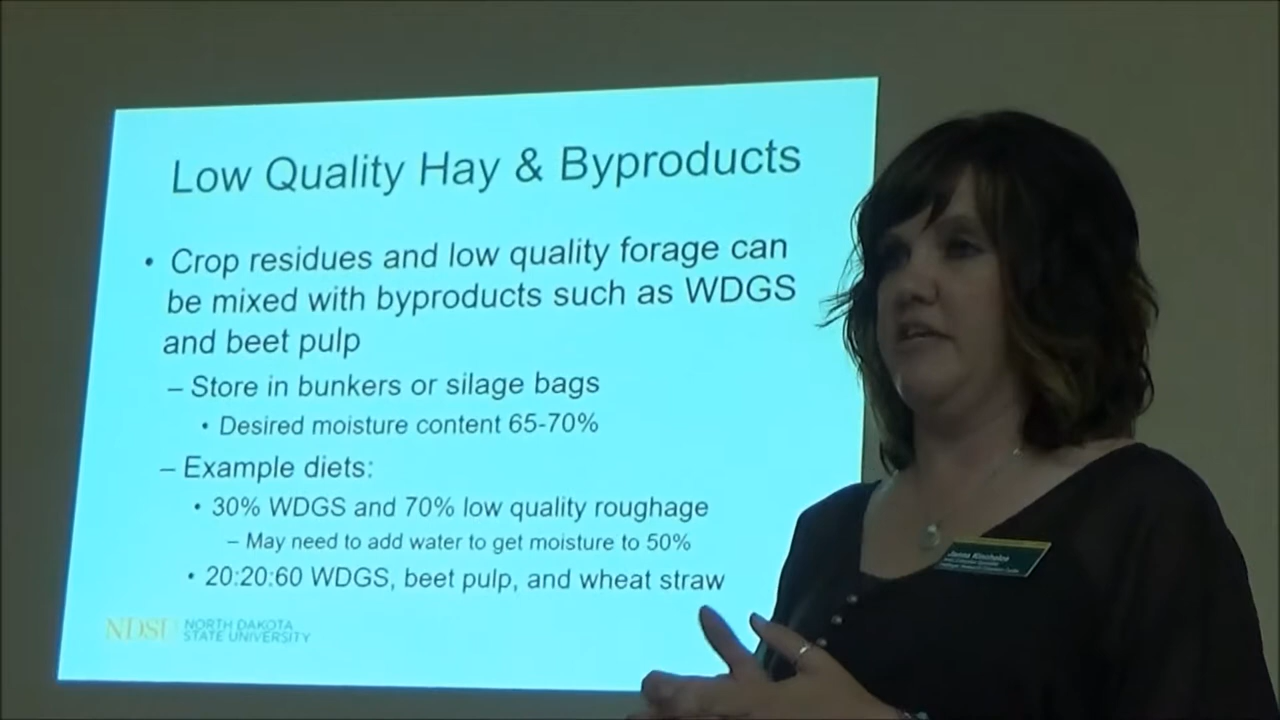 Low Quality Hay & Byproducts
• Crop residues and low quality forage can
be mixed with byproducts such as WDGS
and beet pulp
– Store in bunkers or silage bags
• Desired moisture content 65-70%
– Example diets:
• 30% WDGS and 70% low quality roughage
– May need to add water to get moisture to 50%
• 20:20:60 WDGS, beet pulp, and wheat straw
NDSU NORTH DAKOTA
STATE UNIVERSITY